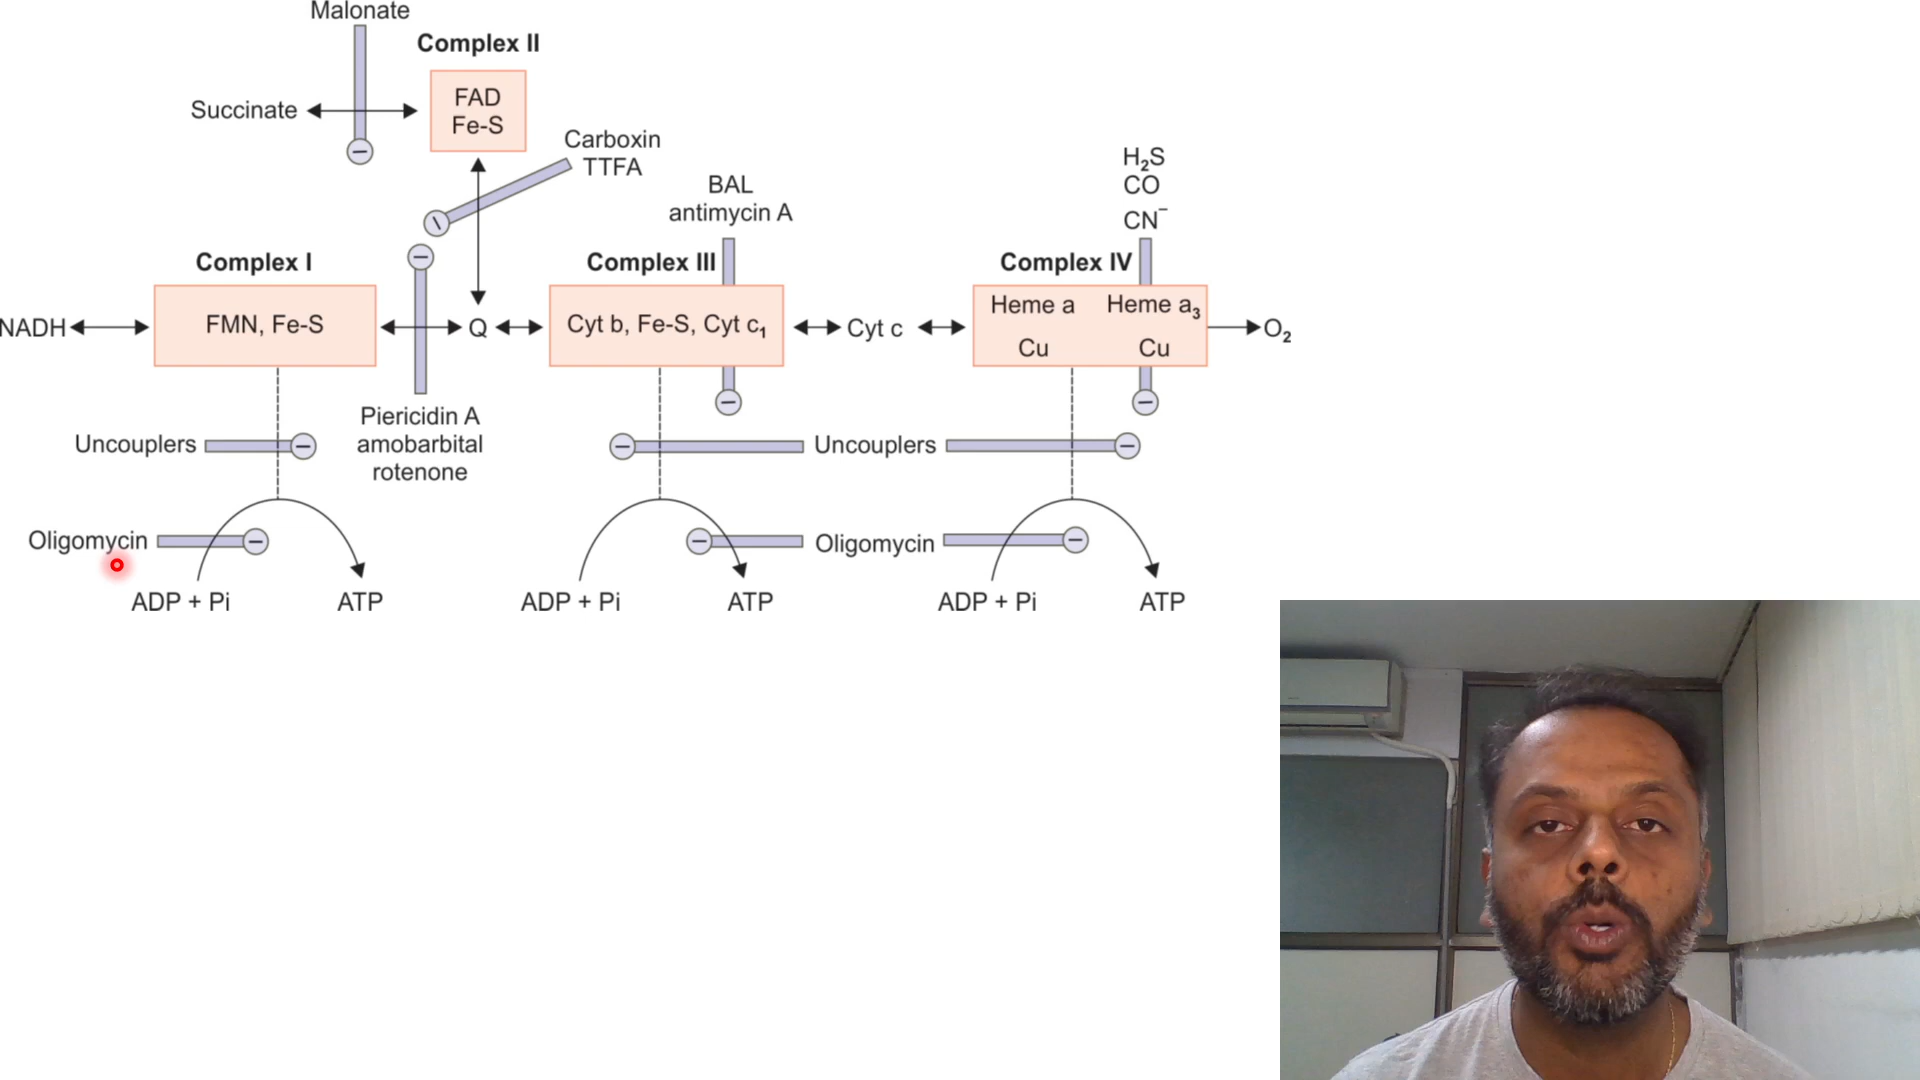 Malonate
Complex II
Succinate
FAD
Fe-S
Carboxin
TTFA
BAL
antimycin A
H₂S
CO
CN⁻
Complex I
Complex III
Complex IV
NADH
FMN, Fe-S
Q
Cyt b, Fe-S, Cyt c₁
Cyt c
Heme a
Heme a₃
Cu
Cu
O₂
Piericidin A
amobarbital
rotenone
Uncouplers
Uncouplers
Oligomycin
Oligomycin
ADP + Pi
ATP
ADP + Pi
ATP
ADP + Pi
ATP